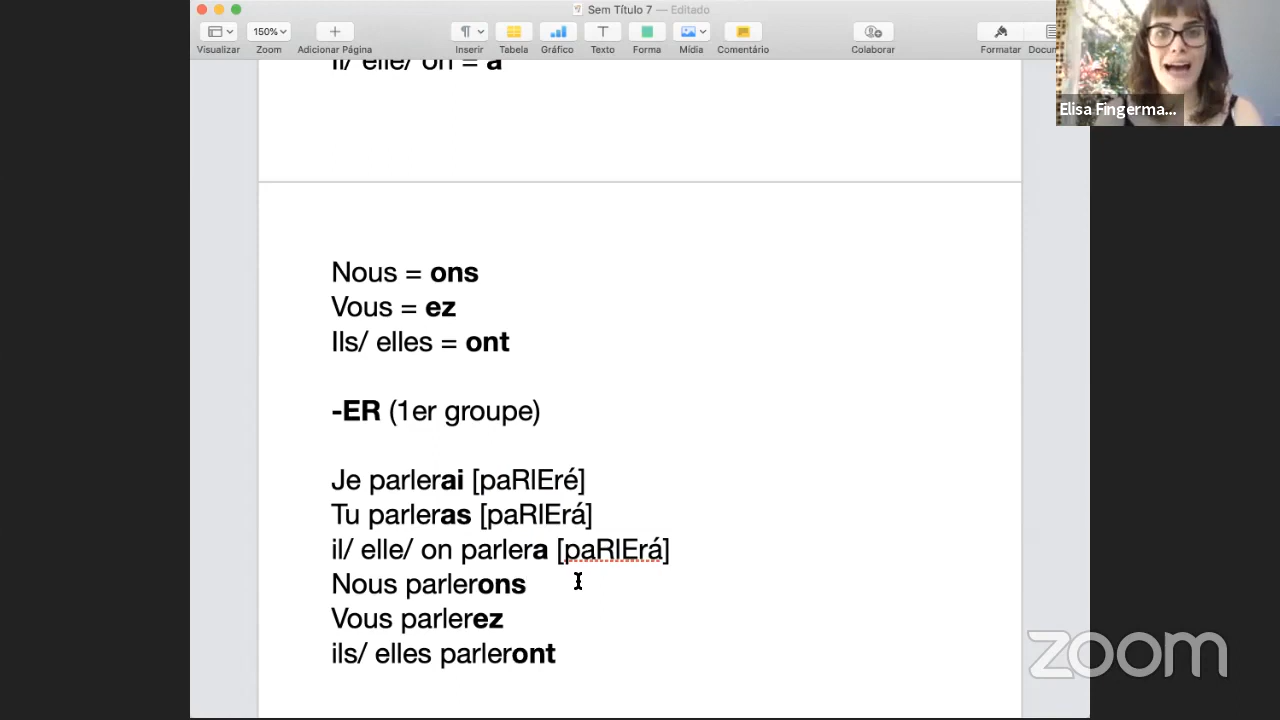 Sem Título 7 — Editado
150%
Visualizar
Zoom
Adicionar Página
Inserir
Tabela
Gráfico
Texto
Forma
Mídia
Comentário
Colaborar
Formatar
Elisa Fingerma...
il/ elle/ on = a
Nous = ons
Vous = ez
Ils/ elles = ont
-ER (1er groupe)
Je parlerai [paRlEré]
Tu parleras [paRlErá]
il/ elle/ on parlera [paRlErá]
Nous parlerons
Vous parlerez
ils/ elles parleront
zoom